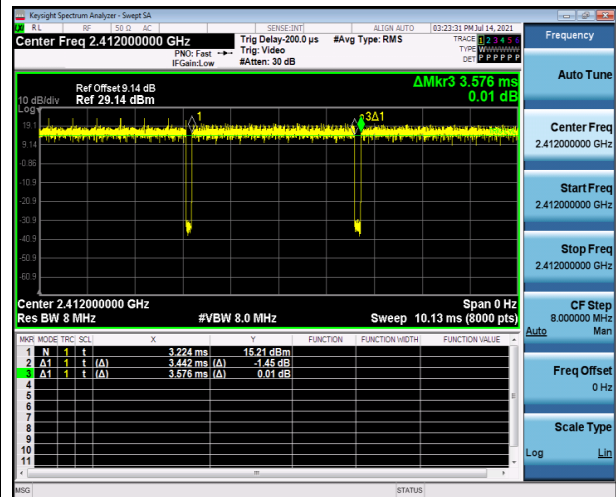 Keysight Spectrum Analyzer - Swept SA
RL RF 50 Ω AC SENSE:INT ALIGN AUTO 03:23:31 PM Jul 14, 2021
Center Freq 2.412000000 GHz
PNO: Fast
IFGain:Low
Trig Delay-200.0 µs
Trig: Video
#Atten: 30 dB
#Avg Type: RMS
TRACE 1 2 3 4 5 6
TYPE W
DET P P P P P P
Frequency
Ref Offset 9.14 dB
Ref 29.14 dBm
10 dB/div
Log
ΔMkr3 3.576 ms
0.01 dB
19.1
9.14
-0.86
-10.9
-20.9
-30.9
-40.9
-50.9
-60.9
1
3Δ1
Center 2.412000000 GHz
Span 0 Hz
Res BW 8 MHz
#VBW 8.0 MHz
Sweep 10.13 ms (8000 pts)
MKR MODE TRC SCL X Y FUNCTION FUNCTION WIDTH FUNCTION VALUE
1 N 1 t 3.224 ms 15.21 dBm
2 Δ1 1 t (Δ) 3.442 ms (Δ) -1.45 dB
3 Δ1 1 t (Δ) 3.576 ms (Δ) 0.01 dB
4
5
6
7
8
9
10
11
MSG
STATUS
Auto Tune
Center Freq
2.412000000 GHz
Start Freq
2.412000000 GHz
Stop Freq
2.412000000 GHz
CF Step
8.000000 MHz
Auto Man
Freq Offset
0 Hz
Scale Type
Log Lin